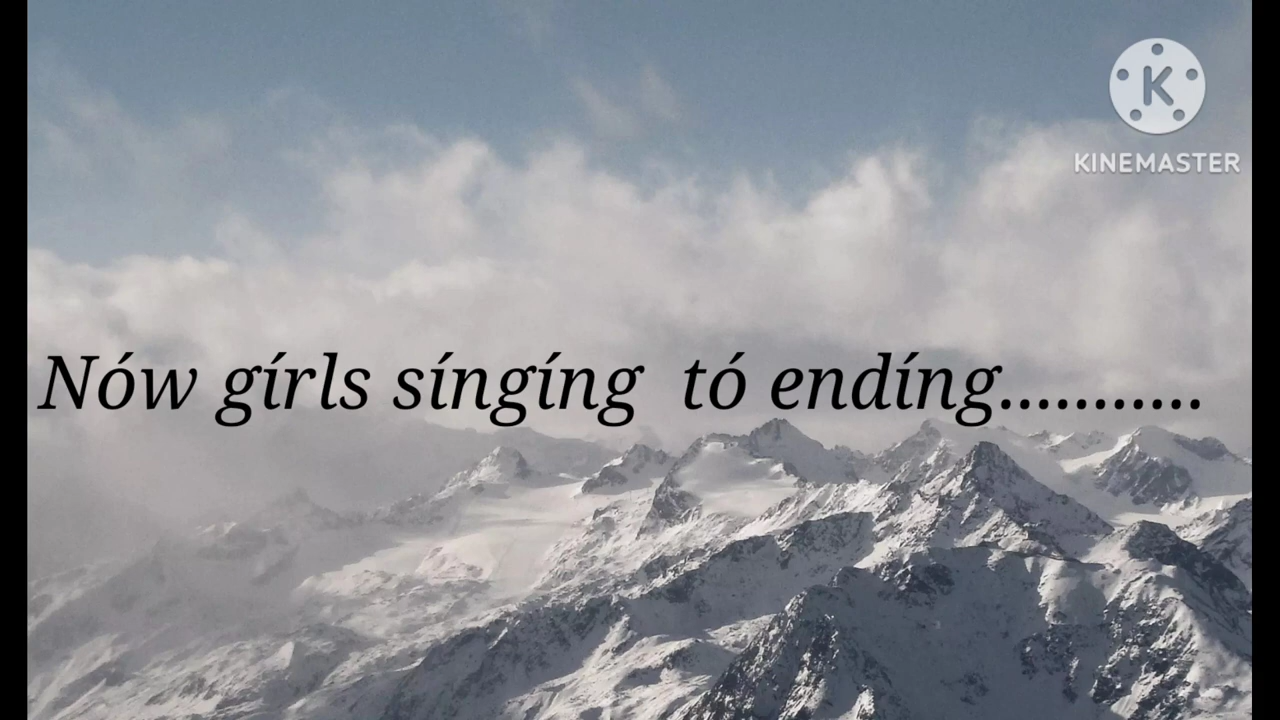 K
KINEMASTER
Nów gírls síngíng tó endíng...........